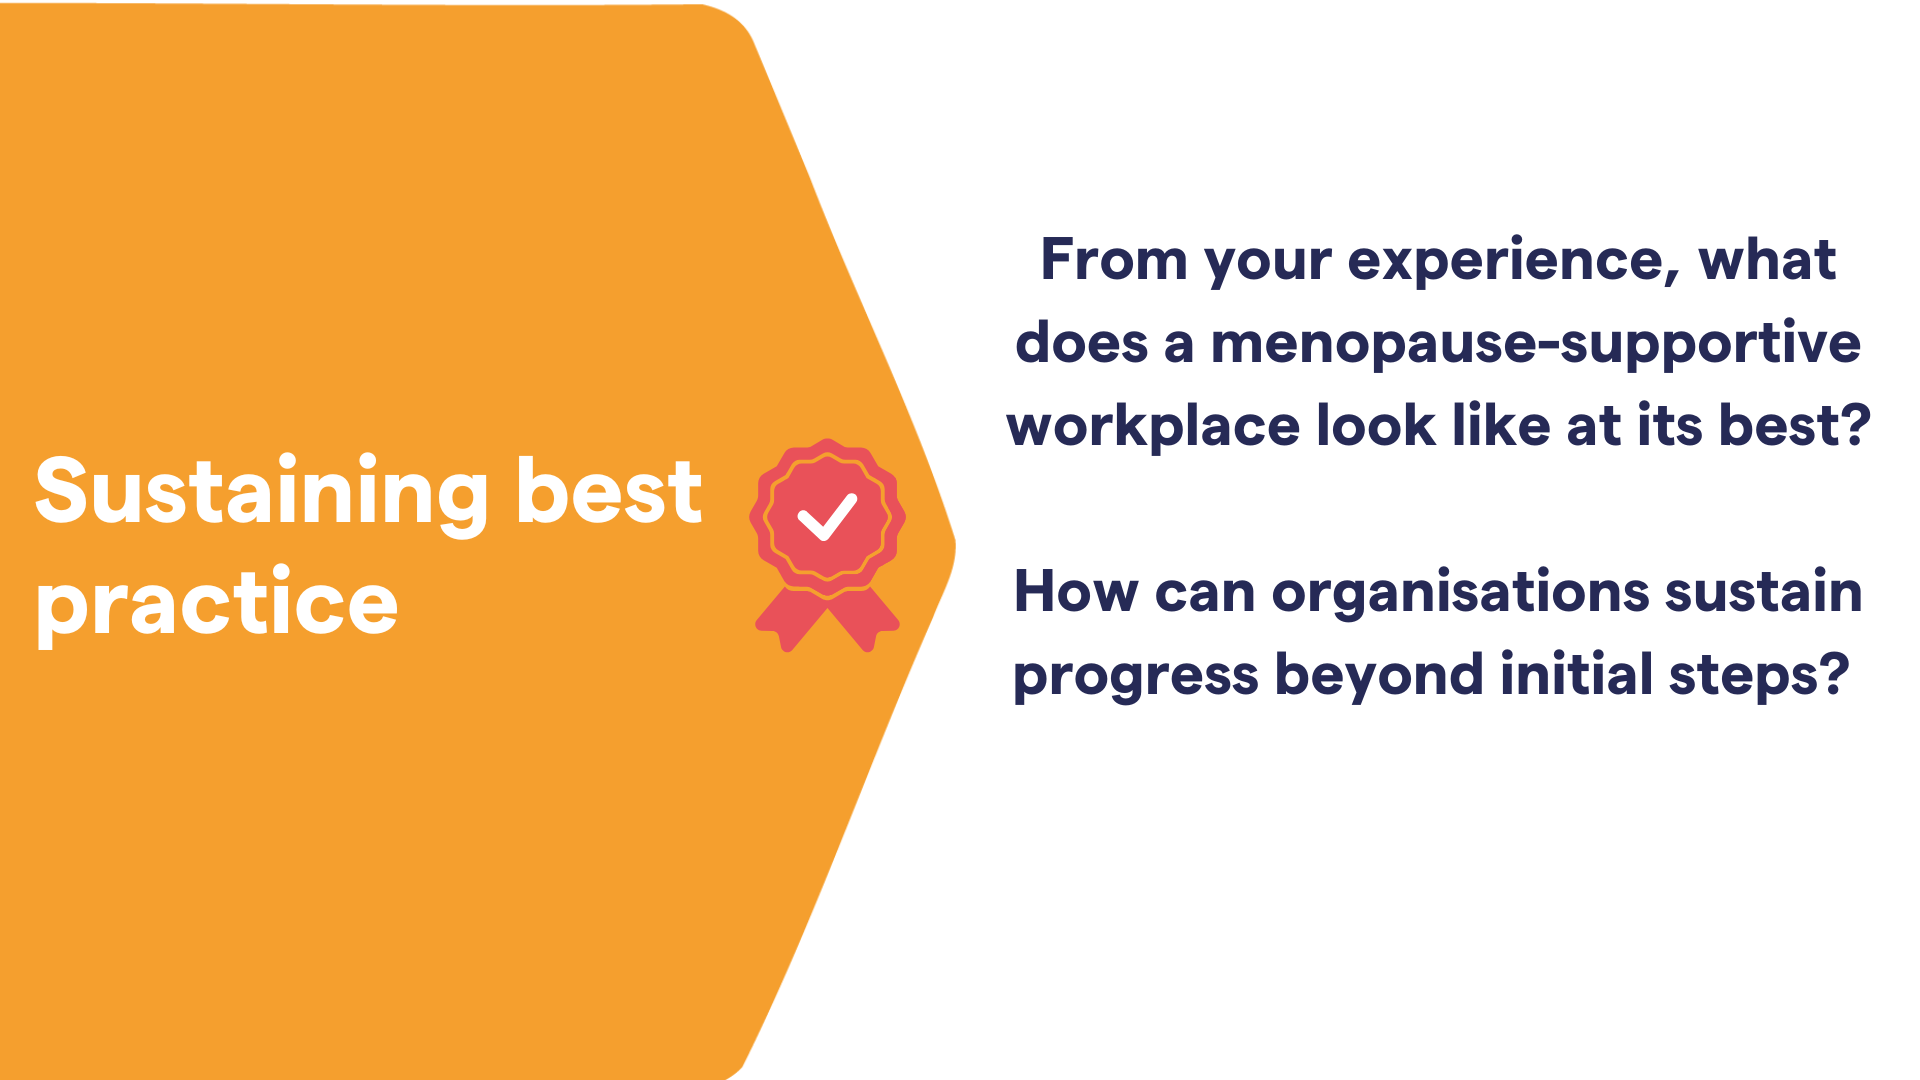 Sustaining best
practice
From your experience, what
does a menopause-supportive
workplace look like at its best?
How can organisations sustain
progress beyond initial steps?